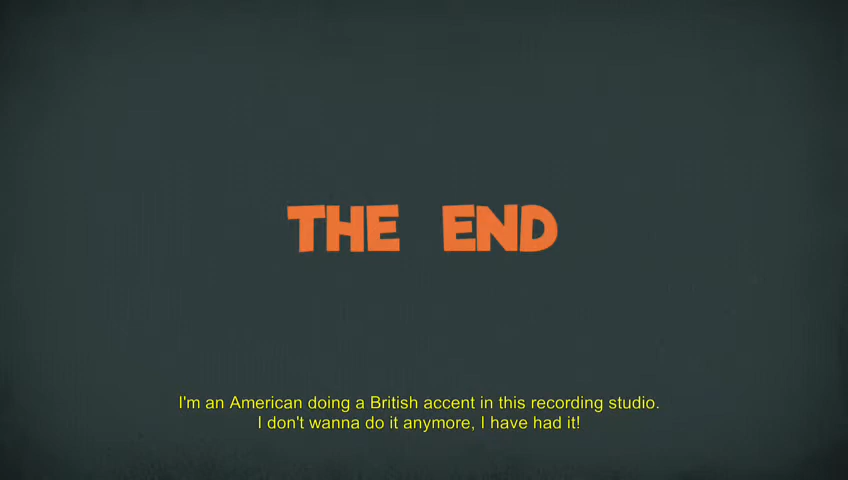 THE END
I'm an American doing a British accent in this recording studio.
I don't wanna do it anymore, I have had it!